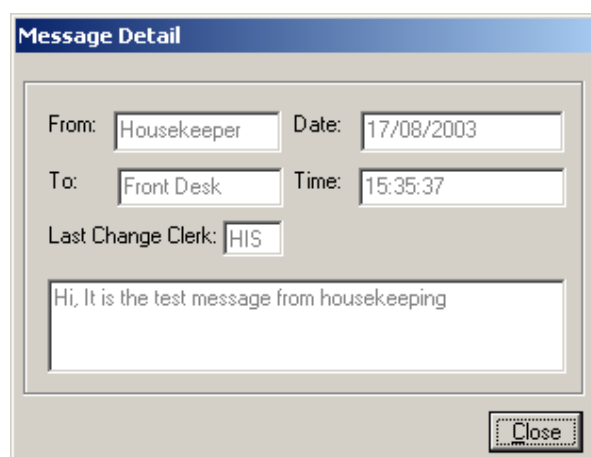 Message Detail
From: Housekeeper Date: 17/08/2003
To: Front Desk Time: 15:35:37
Last Change Clerk: HIS
Hi, It is the test message from housekeeping
Close